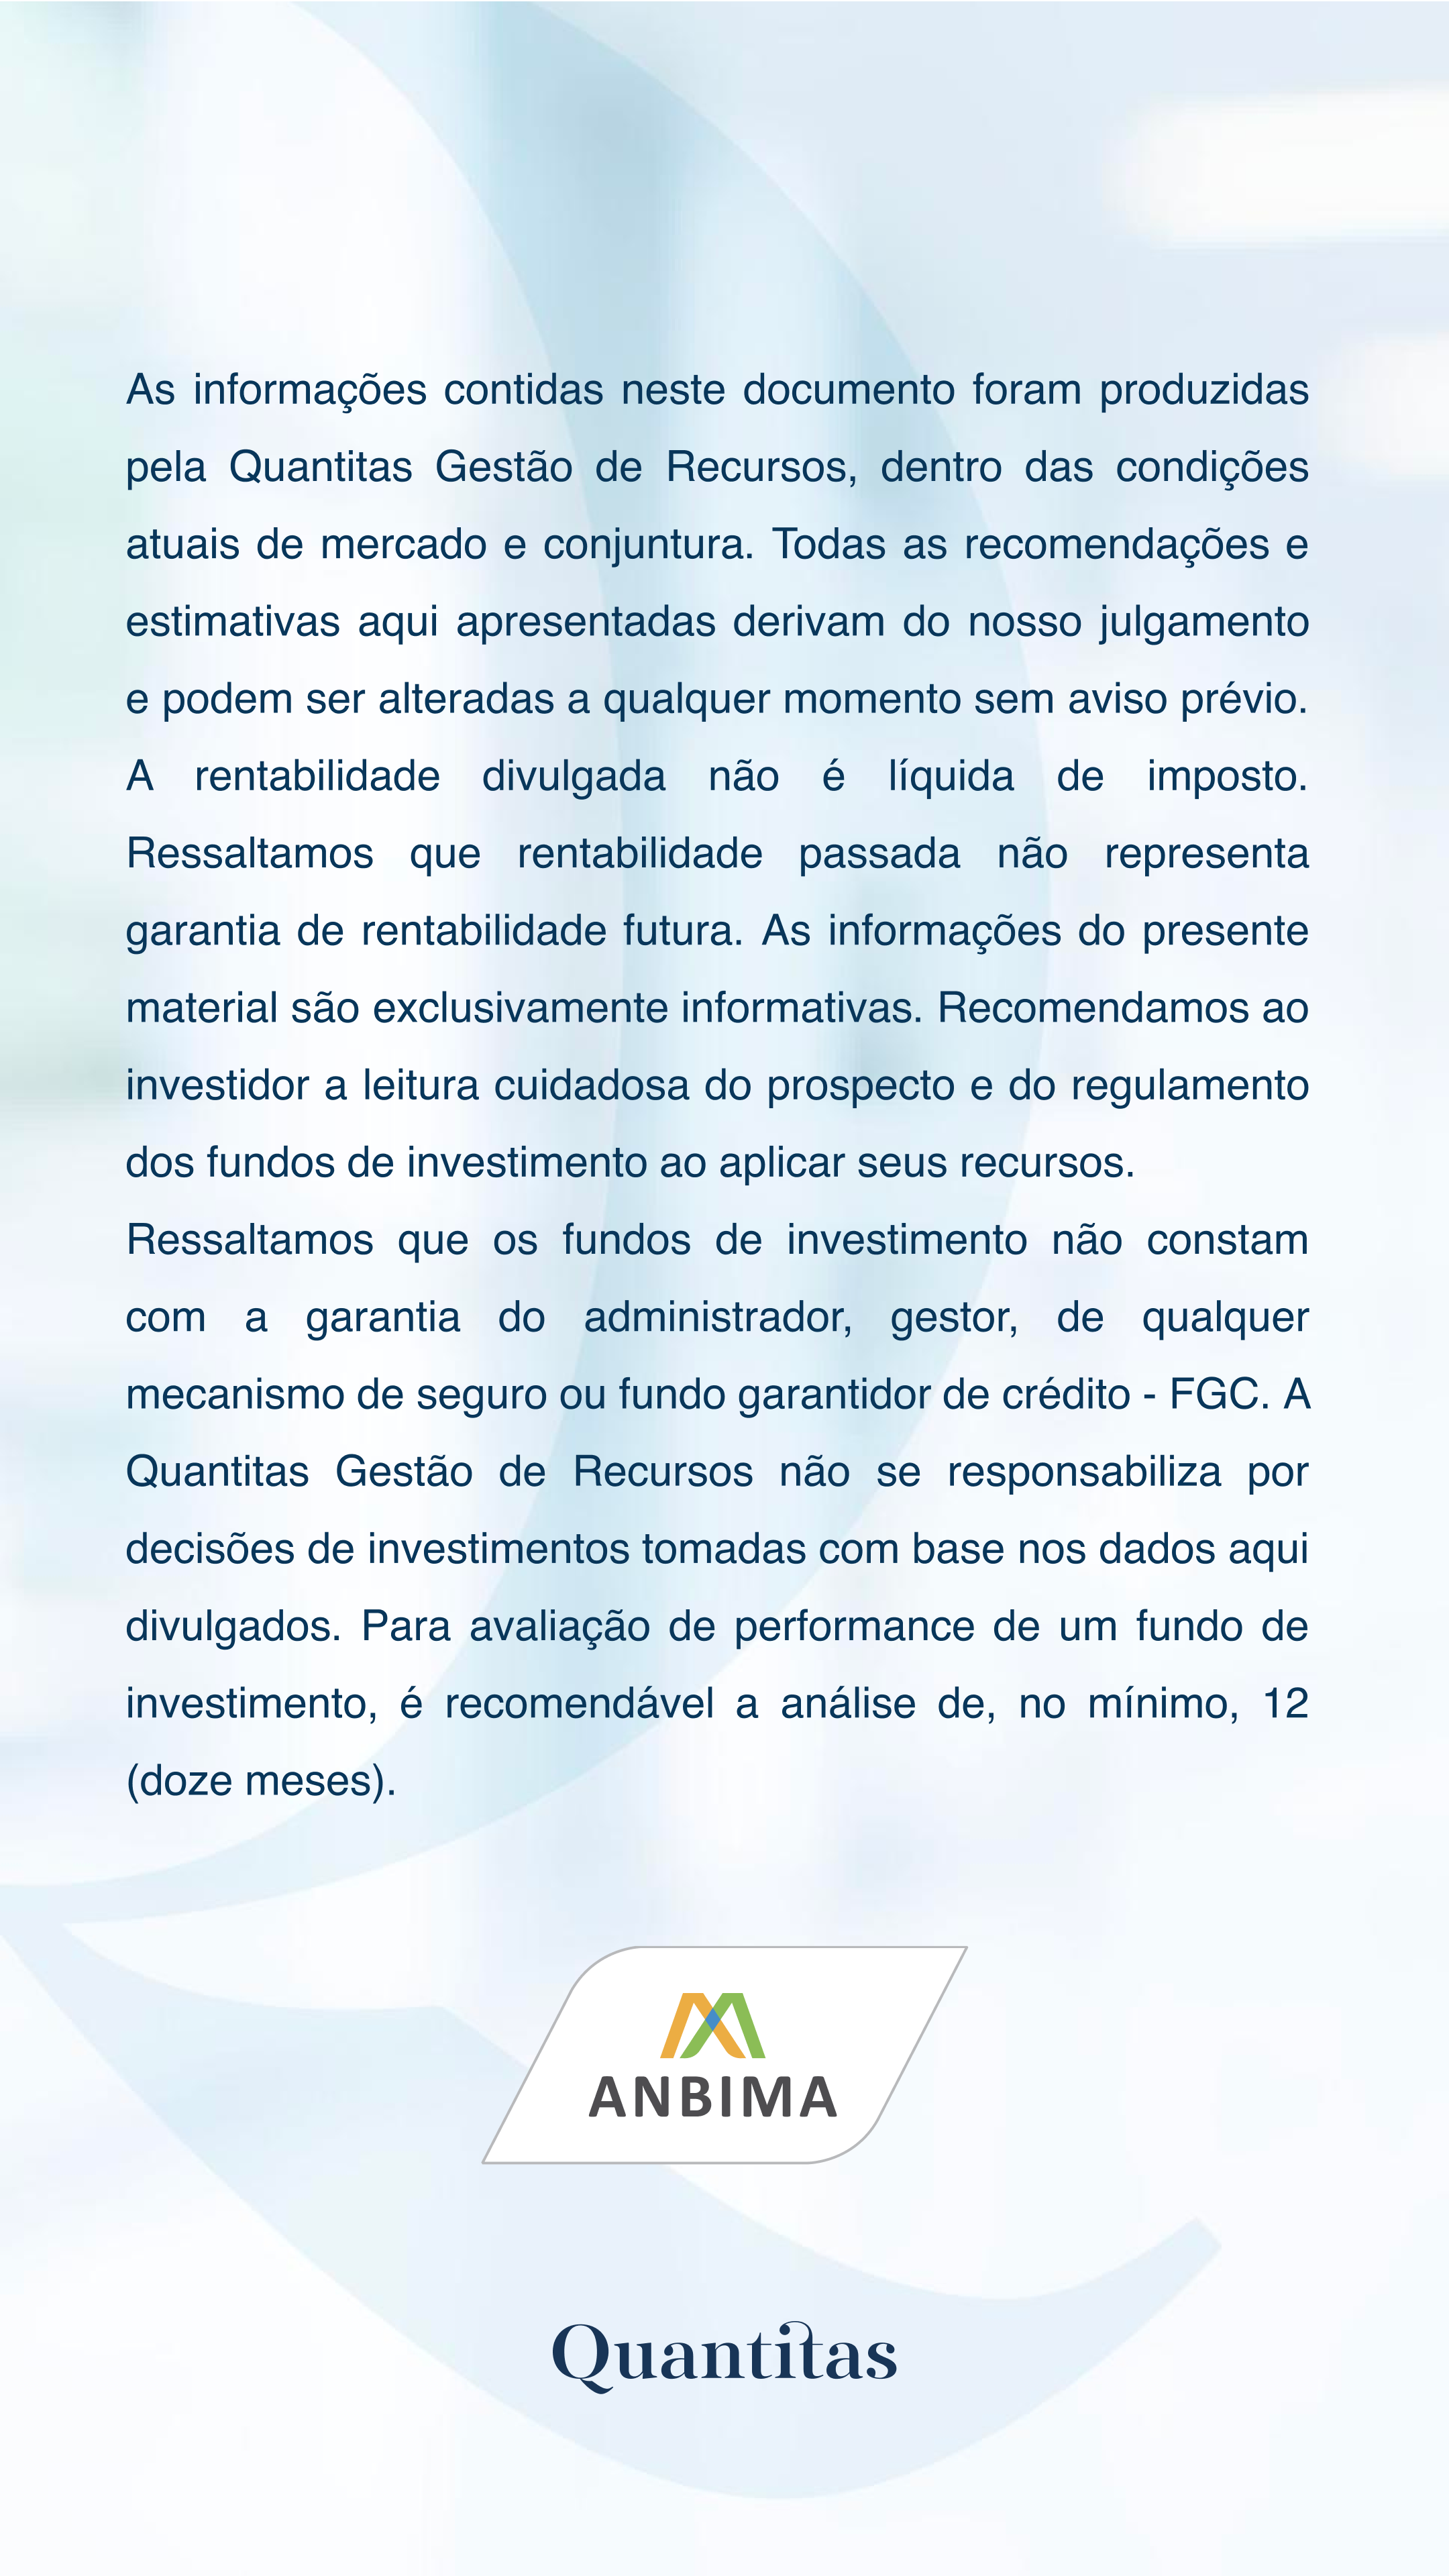 As informações contidas neste documento foram produzidas
pela Quantitas Gestão de Recursos, dentro das condições
atuais de mercado e conjuntura. Todas as recomendações e
estimativas aqui apresentadas derivam do nosso julgamento
e podem ser alteradas a qualquer momento sem aviso prévio.
A rentabilidade divulgada não é líquida de imposto.
Ressaltamos que rentabilidade passada não representa
garantia de rentabilidade futura. As informações do presente
material são exclusivamente informativas. Recomendamos ao
investidor a leitura cuidadosa do prospecto e do regulamento
dos fundos de investimento ao aplicar seus recursos.
Ressaltamos que os fundos de investimento não constam
com a garantia do administrador, gestor, de qualquer
mecanismo de seguro ou fundo garantidor de crédito - FGC. A
Quantitas Gestão de Recursos não se responsabiliza por
decisões de investimentos tomadas com base nos dados aqui
divulgados. Para avaliação de performance de um fundo de
investimento, é recomendável a análise de, no mínimo, 12
(doze meses).
ANBIMA
Quantitas